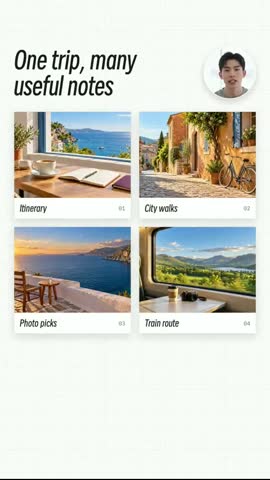 One trip, many
useful notes
Itinerary 01
City walks 02
Photo picks 03
Train route 04